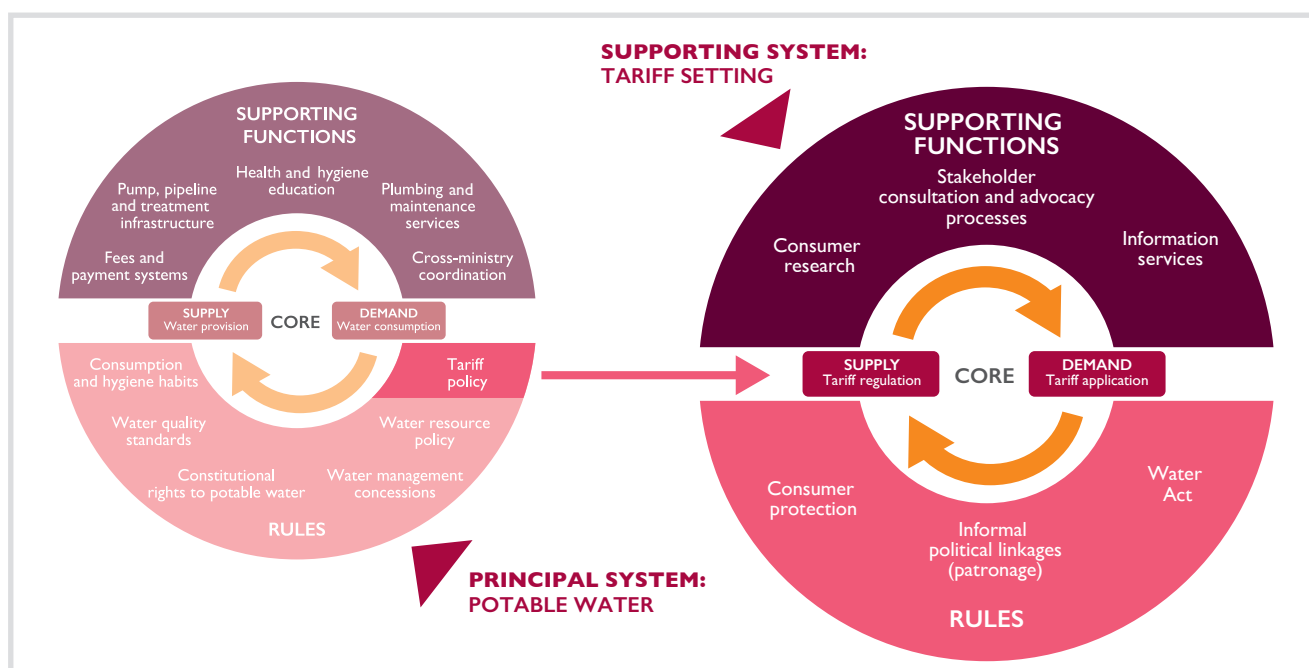 SUPPORTING SYSTEM:
TARIFF SETTING
SUPPORTING
FUNCTIONS
Health and hygiene
education
Pump, pipeline
and treatment
infrastructure
Plumbing and
maintenance
services
Fees and
payment systems
Cross-ministry
coordination
SUPPLY
Water provision
CORE
DEMAND
Water consumption
Consumption
and hygiene habits
Tariff
policy
Water quality
standards
Water resource
policy
Constitutional
rights to potable water
Water management
concessions
RULES
PRINCIPAL SYSTEM:
POTABLE WATER
SUPPORTING
FUNCTIONS
Stakeholder
consultation and advocacy
processes
Consumer
research
Information
services
SUPPLY
Tariff regulation
CORE
DEMAND
Tariff application
Consumer
protection
Water
Act
Informal
political linkages
(patronage)
RULES